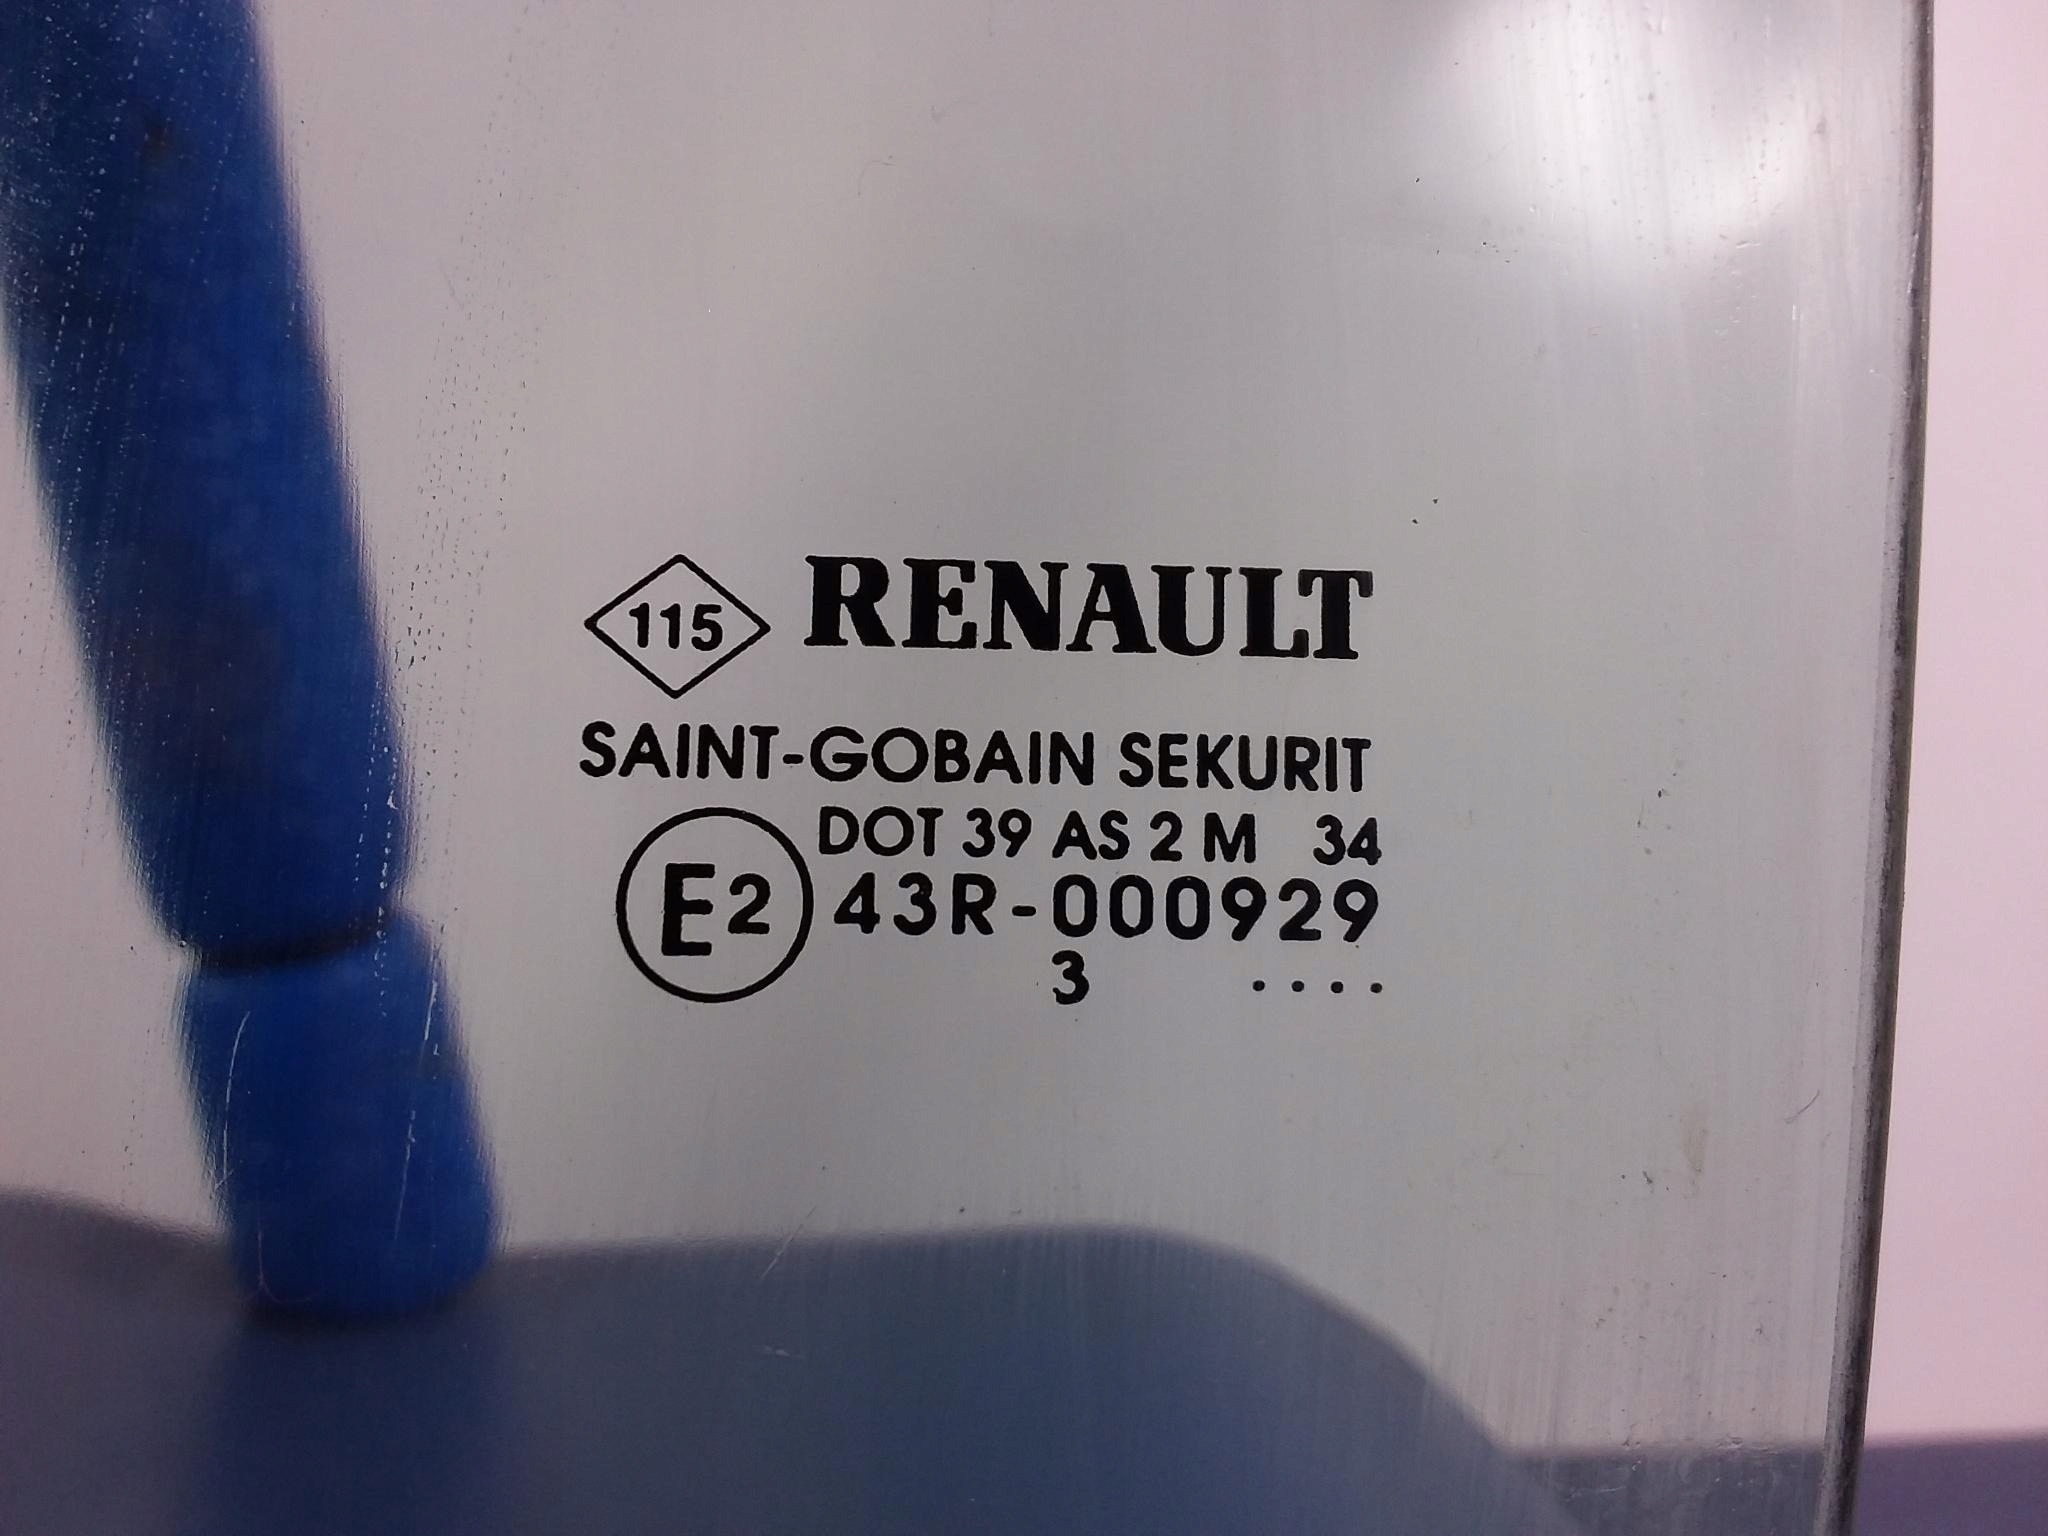 115 RENAULT
SAINT-GOBAIN SEKURIT
DOT 39 AS 2 M 34
E2 43R-000929
3 ....